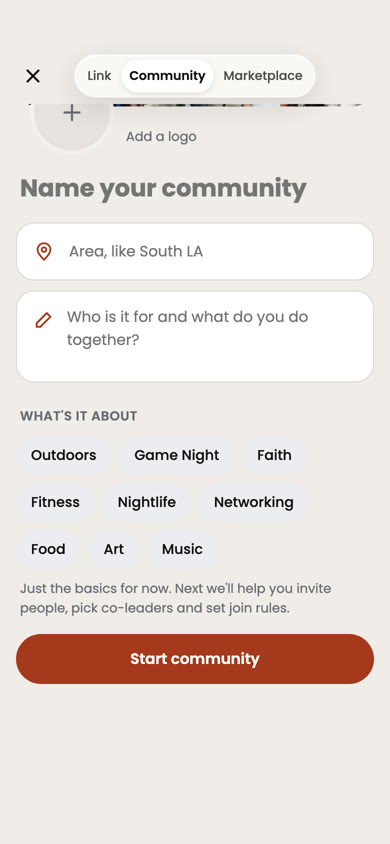 Link Community Marketplace
Add a logo
Name your community
Area, like South LA
Who is it for and what do you do
together?
WHAT'S IT ABOUT
Outdoors Game Night Faith
Fitness Nightlife Networking
Food Art Music
Just the basics for now. Next we'll help you invite
people, pick co-leaders and set join rules.
Start community